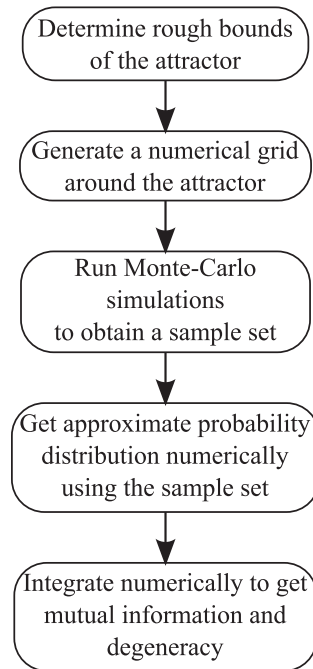 Determine rough bounds
of the attractor
Generate a numerical grid
around the attractor
Run Monte-Carlo
simulations
to obtain a sample set
Get approximate probability
distribution numerically
using the sample set
Integrate numerically to get
mutual information and
degeneracy